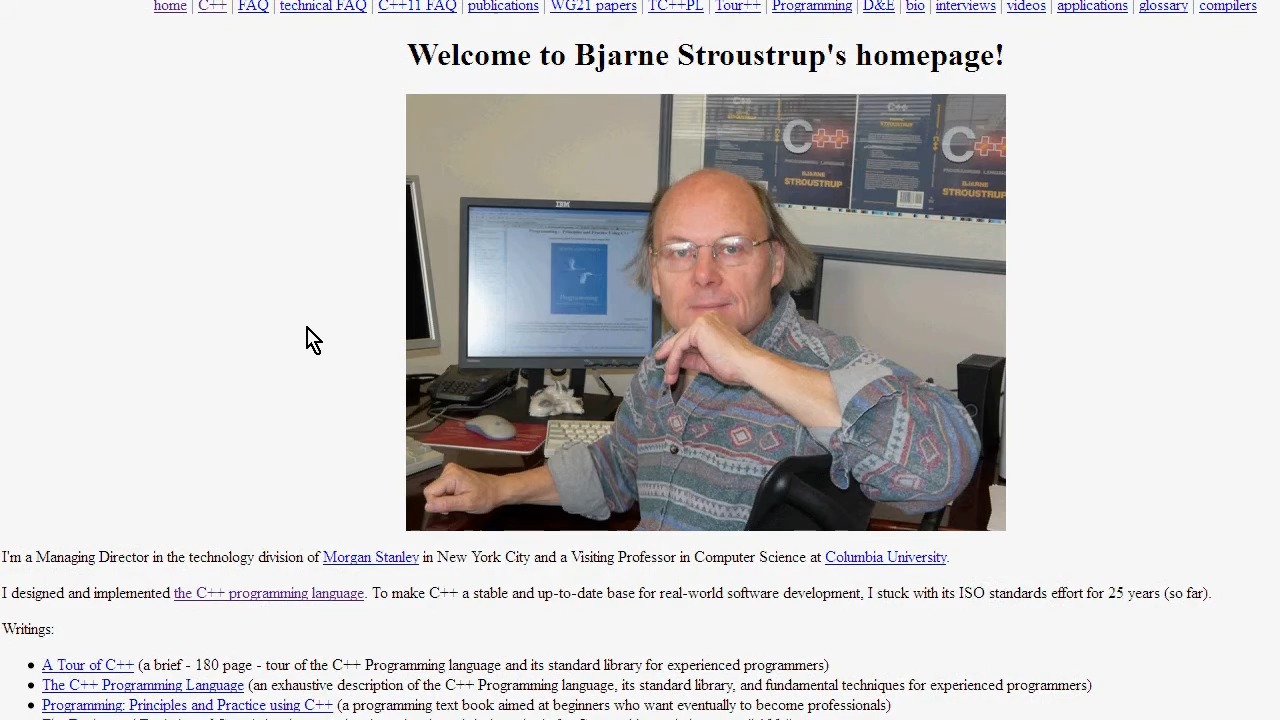 home | C++ | FAQ | technical FAQ | C++11 FAQ | publications | WG21 papers | TC++PL | Tour++ | Programming | D&E | bio | interviews | videos | applications | glossary | compilers
Welcome to Bjarne Stroustrup's homepage!
C++
C++
C++
C++
PROGRAMMING LANGUAGE
BJARNE
STROUSTRUP
BJARNE
STROUSTRUP
IBM
Programming
I'm a Managing Director in the technology division of Morgan Stanley in New York City and a Visiting Professor in Computer Science at Columbia University.
I designed and implemented the C++ programming language. To make C++ a stable and up-to-date base for real-world software development, I stuck with its ISO standards effort for 25 years (so far).
Writings:
• A Tour of C++ (a brief - 180 page - tour of the C++ Programming language and its standard library for experienced programmers)
• The C++ Programming Language (an exhaustive description of the C++ Programming language, its standard library, and fundamental techniques for experienced programmers)
• Programming: Principles and Practice using C++ (a programming text book aimed at beginners who want eventually to become professionals)